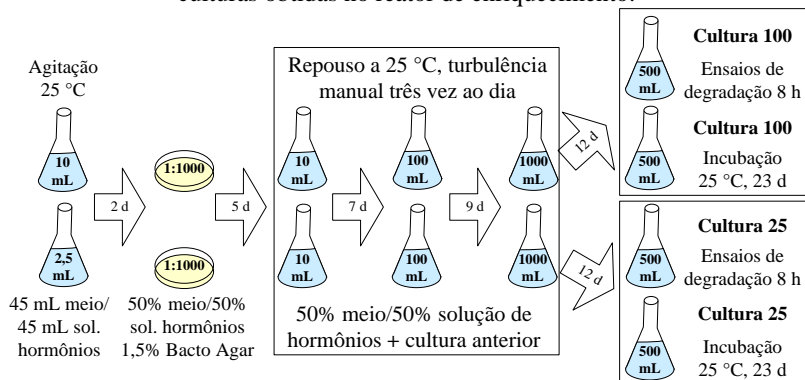 culturas obtidas no reator de enriquecimento.
Agitação
25 °C
10
mL
2 d
2,5
mL
45 mL meio/
45 mL sol.
hormônios
1:1000
5 d
1:1000
50% meio/50%
sol. hormônios
1,5% Bacto Agar
Repouso a 25 °C, turbulência
manual três vez ao dia
10
mL
7 d
100
mL
9 d
1000
mL
10
mL
100
mL
1000
mL
50% meio/50% solução de
hormônios + cultura anterior
12 d
12 d
Cultura 100
500
mL
Ensaios de
degradação 8 h
Cultura 100
500
mL
Incubação
25 °C, 23 d
Cultura 25
500
mL
Ensaios de
degradação 8 h
Cultura 25
500
mL
Incubação
25 °C, 23 d